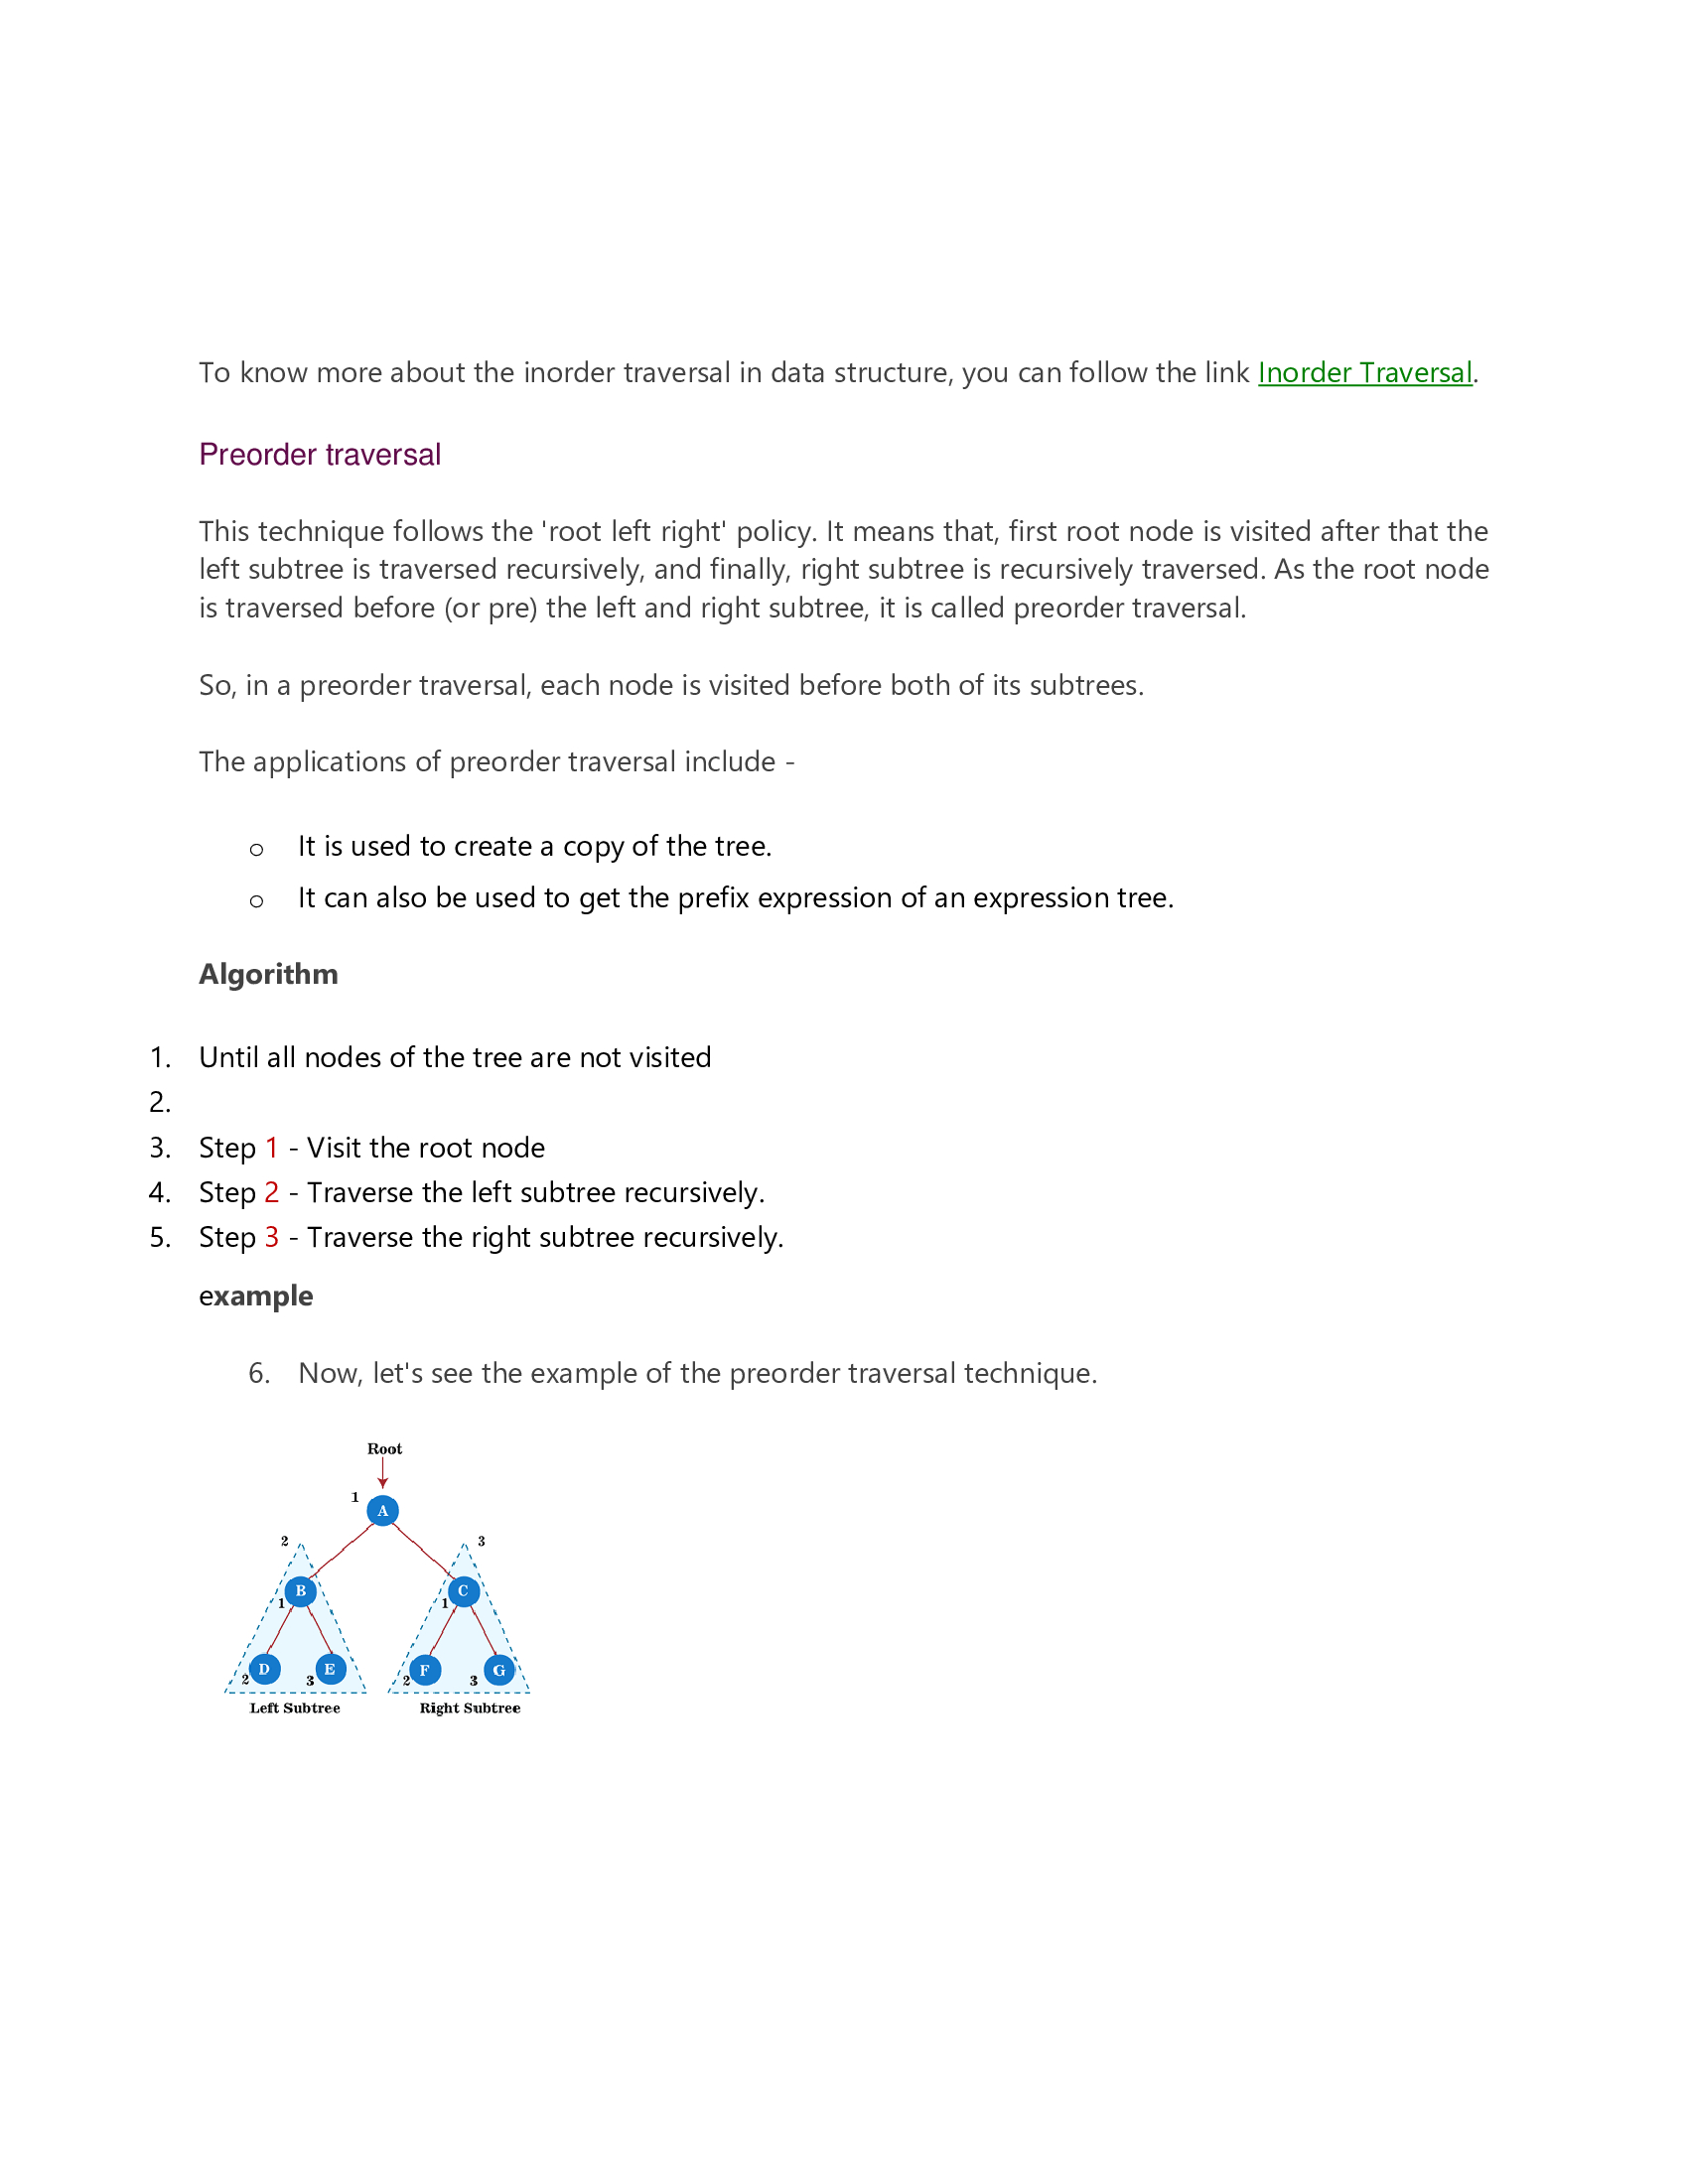 To know more about the inorder traversal in data structure, you can follow the link Inorder Traversal.
Preorder traversal
This technique follows the 'root left right' policy. It means that, first root node is visited after that the
left subtree is traversed recursively, and finally, right subtree is recursively traversed. As the root node
is traversed before (or pre) the left and right subtree, it is called preorder traversal.
So, in a preorder traversal, each node is visited before both of its subtrees.
The applications of preorder traversal include -
o It is used to create a copy of the tree.
o It can also be used to get the prefix expression of an expression tree.
Algorithm
1. Until all nodes of the tree are not visited
2.
3. Step 1 - Visit the root node
4. Step 2 - Traverse the left subtree recursively.
5. Step 3 - Traverse the right subtree recursively.
example
6. Now, let's see the example of the preorder traversal technique.
Root
1 A
2 3
B C
1 1
D E F G
2 3 2 3
Left Subtree Right Subtree